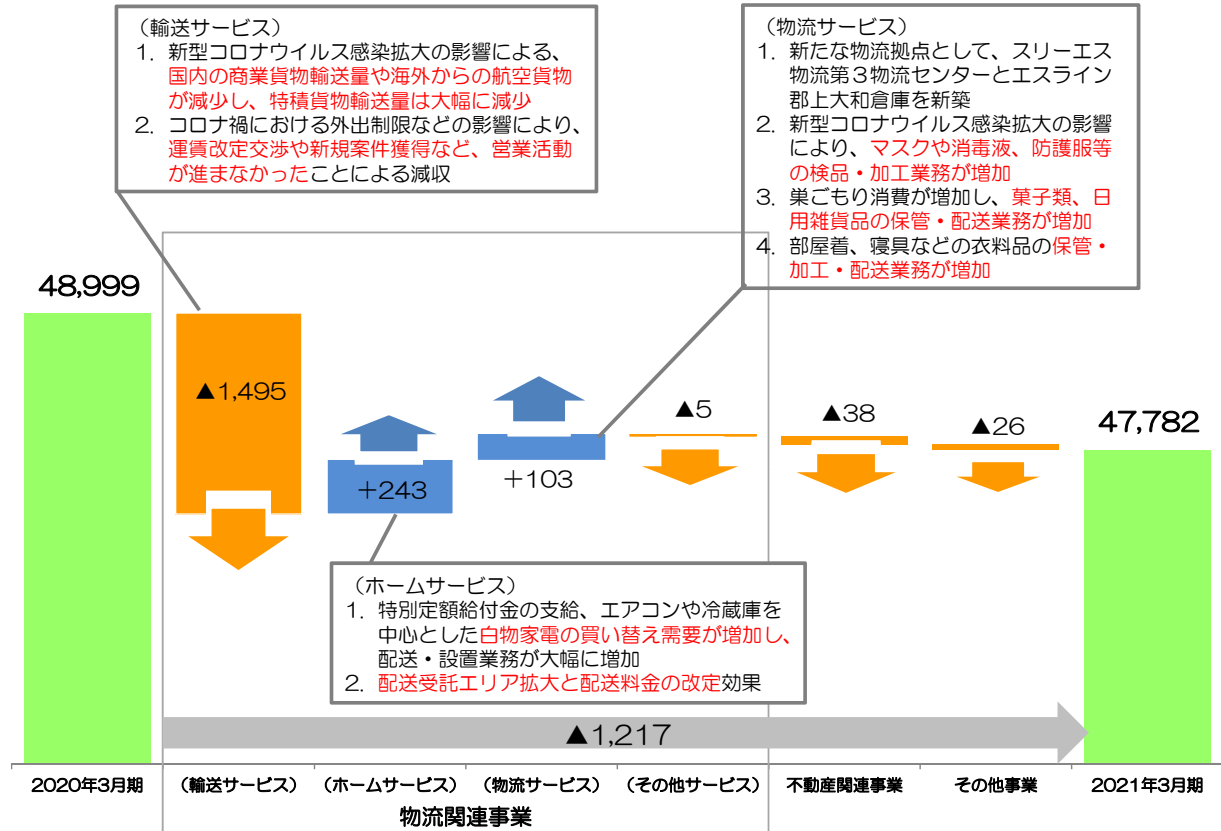 （輸送サービス）
1. 新型コロナウイルス感染拡大の影響による、
国内の商業貨物輸送量や海外からの航空貨物
が減少し、特積貨物輸送量は大幅に減少
2. コロナ禍における外出制限などの影響により、
運賃改定交渉や新規案件獲得など、営業活動
が進まなかったことによる減収
（物流サービス）
1. 新たな物流拠点として、スリーエス
物流第３物流センターとエスライン
郡上大和倉庫を新築
2. 新型コロナウイルス感染拡大の影響
により、マスクや消毒液、防護服等
の検品・加工業務が増加
3. 巣ごもり消費が増加し、菓子類、日
用雑貨品の保管・配送業務が増加
4. 部屋着、寝具などの衣料品の保管・
加工・配送業務が増加
48,999
▲1,495
+243
+103
▲5
▲38
▲26
47,782
（ホームサービス）
1. 特別定額給付金の支給、エアコンや冷蔵庫を
中心とした白物家電の買い替え需要が増加し、
配送・設置業務が大幅に増加
2. 配送受託エリア拡大と配送料金の改定効果
▲1,217
2020年3月期
（輸送サービス）
（ホームサービス）
（物流サービス）
（その他サービス）
不動産関連事業
その他事業
2021年3月期
物流関連事業